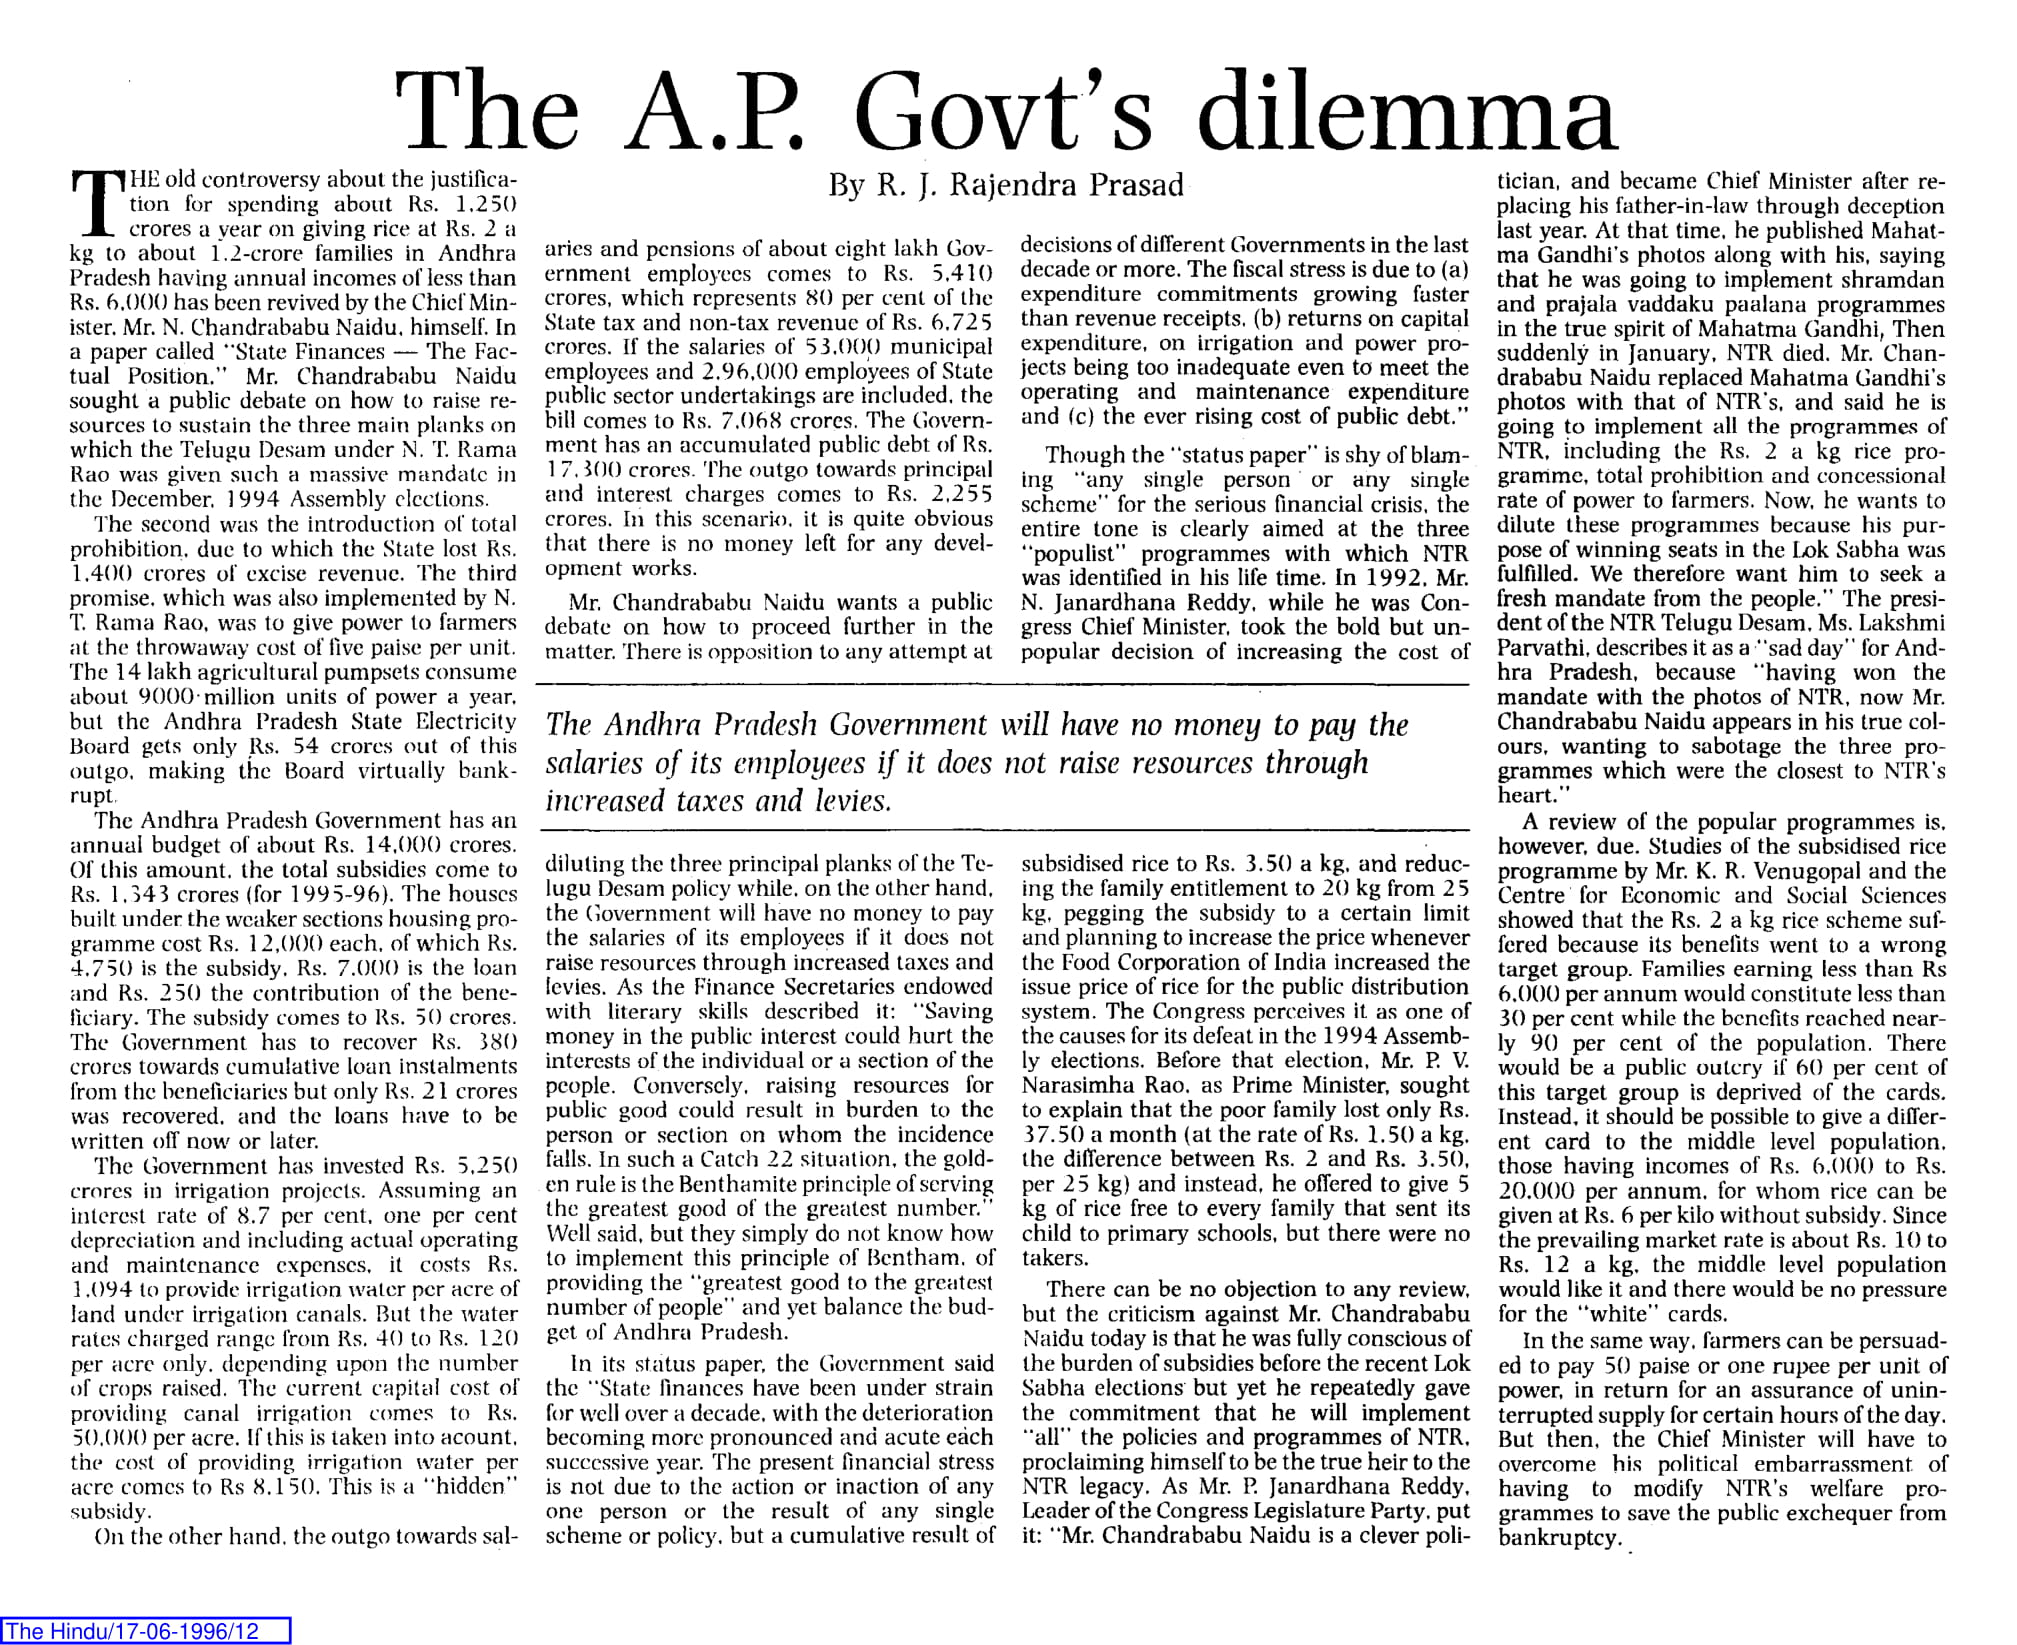 The A.P. Govt's dilemma
By R. J. Rajendra Prasad
THE old controversy about the justifica-
tion for spending about Rs. 1,250
crores a year on giving rice at Rs. 2 a
kg to about 1.2-crore families in Andhra
Pradesh having annual incomes of less than
Rs. 6,000 has been revived by the Chief Min-
ister, Mr. N. Chandrababu Naidu, himself. In
a paper called "State Finances — The Fac-
tual Position," Mr. Chandrababu Naidu
sought a public debate on how to raise re-
sources to sustain the three main planks on
which the Telugu Desam under N. T. Rama
Rao was given such a massive mandate in
the December, 1994 Assembly elections.
The second was the introduction of total
prohibition, due to which the State lost Rs.
1,400 crores of excise revenue. The third
promise, which was also implemented by N.
T. Rama Rao, was to give power to farmers
at the throwaway cost of five paise per unit.
The 14 lakh agricultural pumpsets consume
about 9000 million units of power a year,
but the Andhra Pradesh State Electricity
Board gets only Rs. 54 crores out of this
outgo, making the Board virtually bank-
rupt.
The Andhra Pradesh Government has an
annual budget of about Rs. 14,000 crores.
Of this amount, the total subsidies come to
Rs. 1,343 crores (for 1995-96). The houses
built under the weaker sections housing pro-
gramme cost Rs. 12,000 each, of which Rs.
4,750 is the subsidy, Rs. 7,000 is the loan
and Rs. 250 the contribution of the bene-
ficiary. The subsidy comes to Rs. 50 crores.
The Government has to recover Rs. 380
crores towards cumulative loan instalments
from the beneficiaries but only Rs. 21 crores
was recovered, and the loans have to be
written off now or later.
The Government has invested Rs. 5,250
crores in irrigation projects. Assuming an
interest rate of 8.7 per cent, one per cent
depreciation and including actual operating
and maintenance expenses, it costs Rs.
1,094 to provide irrigation water per acre of
land under irrigation canals. But the water
rates charged range from Rs. 40 to Rs. 120
per acre only, depending upon the number
of crops raised. The current capital cost of
providing canal irrigation comes to Rs.
50,000 per acre. If this is taken into acount,
the cost of providing irrigation water per
acre comes to Rs 8,150. This is a "hidden"
subsidy.
On the other hand, the outgo towards sal-
aries and pensions of about eight lakh Gov-
ernment employees comes to Rs. 5,410
crores, which represents 80 per cent of the
State tax and non-tax revenue of Rs. 6,725
crores. If the salaries of 53,000 municipal
employees and 2,96,000 employees of State
public sector undertakings are included, the
bill comes to Rs. 7,068 crores. The Govern-
ment has an accumulated public debt of Rs.
17,300 crores. The outgo towards principal
and interest charges comes to Rs. 2,255
crores. In this scenario, it is quite obvious
that there is no money left for any devel-
opment works.
Mr. Chandrababu Naidu wants a public
debate on how to proceed further in the
matter. There is opposition to any attempt at
The Andhra Pradesh Government will have no money to pay the
salaries of its employees if it does not raise resources through
increased taxes and levies.
diluting the three principal planks of the Te-
lugu Desam policy while, on the other hand,
the Government will have no money to pay
the salaries of its employees if it does not
raise resources through increased taxes and
levies. As the Finance Secretaries endowed
with literary skills described it: "Saving
money in the public interest could hurt the
interests of the individual or a section of the
people. Conversely, raising resources for
public good could result in burden to the
person or section on whom the incidence
falls. In such a Catch 22 situation, the gold-
en rule is the Benthamite principle of serving
the greatest good of the greatest number."
Well said, but they simply do not know how
to implement this principle of Bentham, of
providing the "greatest good to the greatest
number of people" and yet balance the bud-
get of Andhra Pradesh.
In its status paper, the Government said
the "State finances have been under strain
for well over a decade, with the deterioration
becoming more pronounced and acute each
successive year. The present financial stress
is not due to the action or inaction of any
one person or the result of any single
scheme or policy, but a cumulative result of
decisions of different Governments in the last
decade or more. The fiscal stress is due to (a)
expenditure commitments growing faster
than revenue receipts, (b) returns on capital
expenditure, on irrigation and power pro-
jects being too inadequate even to meet the
operating and maintenance expenditure
and (c) the ever rising cost of public debt."
Though the "status paper" is shy of blam-
ing "any single person or any single
scheme" for the serious financial crisis, the
entire tone is clearly aimed at the three
"populist" programmes with which NTR
was identified in his life time. In 1992, Mr.
N. Janardhana Reddy, while he was Con-
gress Chief Minister, took the bold but un-
popular decision of increasing the cost of
subsidised rice to Rs. 3.50 a kg, and reduc-
ing the family entitlement to 20 kg from 25
kg, pegging the subsidy to a certain limit
and planning to increase the price whenever
the Food Corporation of India increased the
issue price of rice for the public distribution
system. The Congress perceives it as one of
the causes for its defeat in the 1994 Assemb-
ly elections. Before that election, Mr. P. V.
Narasimha Rao, as Prime Minister, sought
to explain that the poor family lost only Rs.
37.50 a month (at the rate of Rs. 1.50 a kg,
the difference between Rs. 2 and Rs. 3.50,
per 25 kg) and instead, he offered to give 5
kg of rice free to every family that sent its
child to primary schools, but there were no
takers.
There can be no objection to any review,
but the criticism against Mr. Chandrababu
Naidu today is that he was fully conscious of
the burden of subsidies before the recent Lok
Sabha elections but yet he repeatedly gave
the commitment that he will implement
"all" the policies and programmes of NTR,
proclaiming himself to be the true heir to the
NTR legacy. As Mr. P. Janardhana Reddy,
Leader of the Congress Legislature Party, put
it: "Mr. Chandrababu Naidu is a clever poli-
tician, and became Chief Minister after re-
placing his father-in-law through deception
last year. At that time, he published Mahat-
ma Gandhi's photos along with his, saying
that he was going to implement shramdan
and prajala vaddaku paalana programmes
in the true spirit of Mahatma Gandhi, Then
suddenly in January, NTR died. Mr. Chan-
drababu Naidu replaced Mahatma Gandhi's
photos with that of NTR's, and said he is
going to implement all the programmes of
NTR, including the Rs. 2 a kg rice pro-
gramme, total prohibition and concessional
rate of power to farmers. Now, he wants to
dilute these programmes because his pur-
pose of winning seats in the Lok Sabha was
fulfilled. We therefore want him to seek a
fresh mandate from the people." The presi-
dent of the NTR Telugu Desam, Ms. Lakshmi
Parvathi, describes it as a "sad day" for And-
hra Pradesh, because "having won the
mandate with the photos of NTR, now Mr.
Chandrababu Naidu appears in his true col-
ours, wanting to sabotage the three pro-
grammes which were the closest to NTR's
heart."
A review of the popular programmes is,
however, due. Studies of the subsidised rice
programme by Mr. K. R. Venugopal and the
Centre for Economic and Social Sciences
showed that the Rs. 2 a kg rice scheme suf-
fered because its benefits went to a wrong
target group. Families earning less than Rs
6,000 per annum would constitute less than
30 per cent while the benefits reached near-
ly 90 per cent of the population. There
would be a public outcry if 60 per cent of
this target group is deprived of the cards.
Instead, it should be possible to give a differ-
ent card to the middle level population,
those having incomes of Rs. 6,000 to Rs.
20,000 per annum, for whom rice can be
given at Rs. 6 per kilo without subsidy. Since
the prevailing market rate is about Rs. 10 to
Rs. 12 a kg, the middle level population
would like it and there would be no pressure
for the "white" cards.
In the same way, farmers can be persuad-
ed to pay 50 paise or one rupee per unit of
power, in return for an assurance of unin-
terrupted supply for certain hours of the day.
But then, the Chief Minister will have to
overcome his political embarrassment of
having to modify NTR's welfare pro-
grammes to save the public exchequer from
bankruptcy.
The Hindu/17-06-1996/12